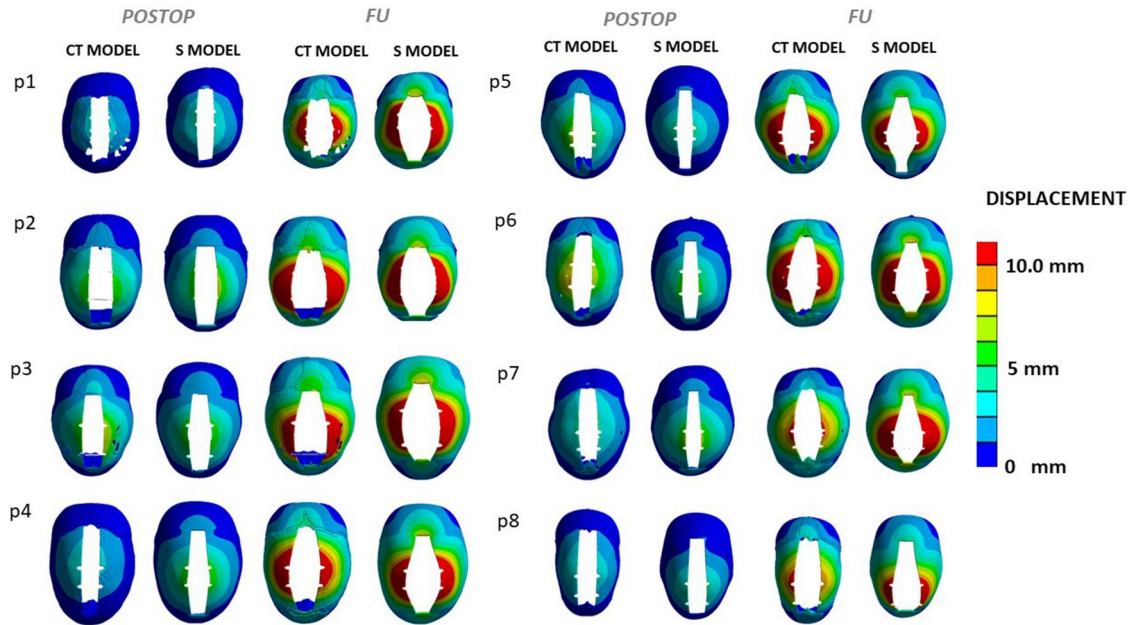 POSTOP FU POSTOP FU
CT MODEL S MODEL CT MODEL S MODEL CT MODEL S MODEL CT MODEL S MODEL
p1
p2
p3
p4
p5
p6
p7
p8
DISPLACEMENT
10.0 mm
5 mm
0 mm